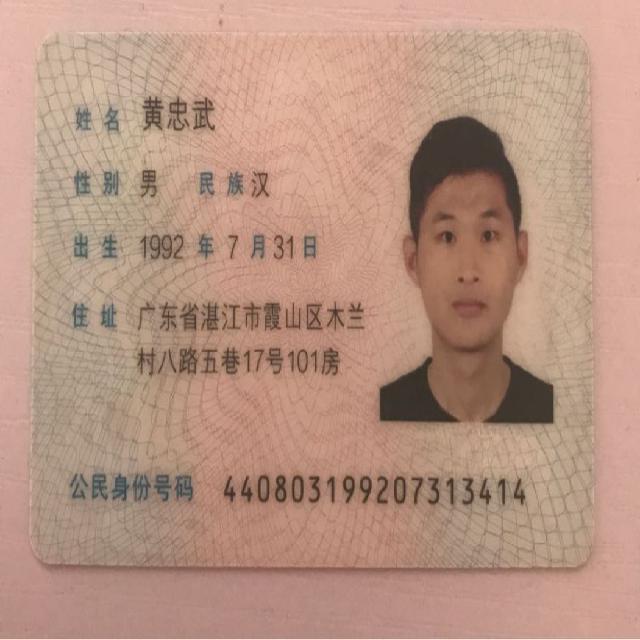 姓名 黄忠武
性别 男 民族 汉
出生 1992 年 7 月 31 日
住址 广东省湛江市霞山区木兰
村八路五巷17号101房
公民身份号码 440803199207313414